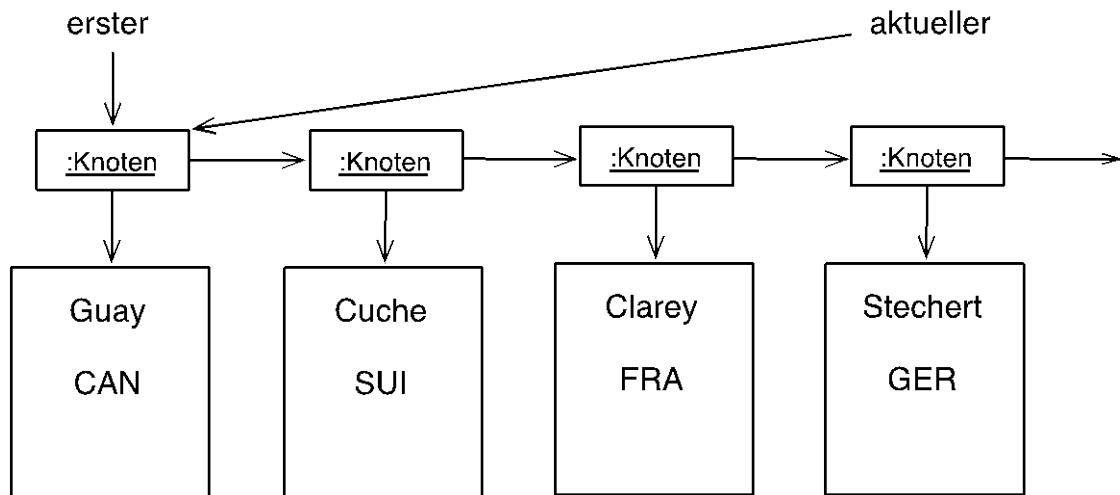 erster aktueller
:Knoten :Knoten :Knoten :Knoten
Guay Cuche Clarey Stechert
CAN SUI FRA GER